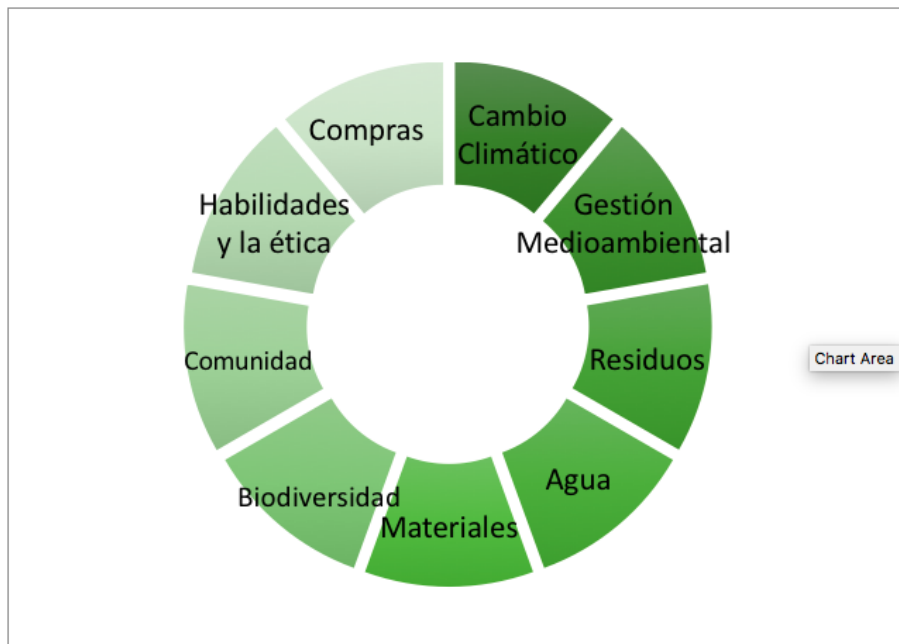 Cambio
Climático
Gestión
Medioambiental
Residuos
Agua
Materiales
Biodiversidad
Comunidad
Habilidades
y la ética
Compras
Chart Area